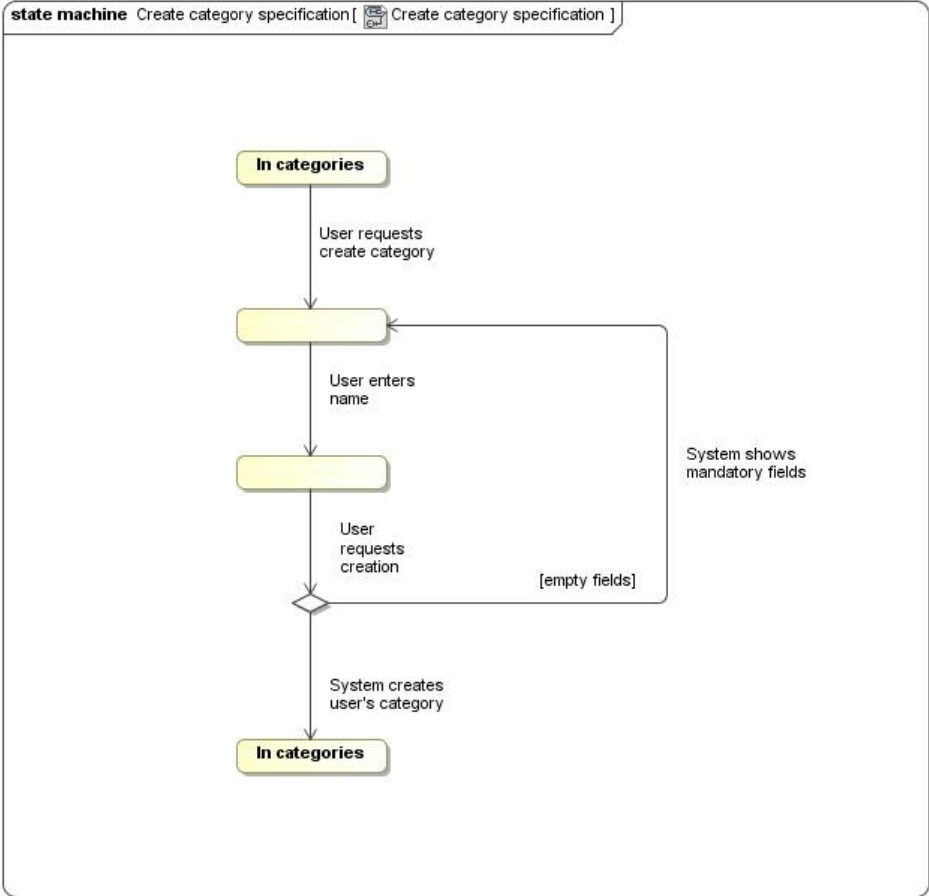 state machine Create category specification [ Create category specification ]
In categories
User requests
create category
User enters
name
System shows
mandatory fields
User
requests
creation
[empty fields]
System creates
user's category
In categories